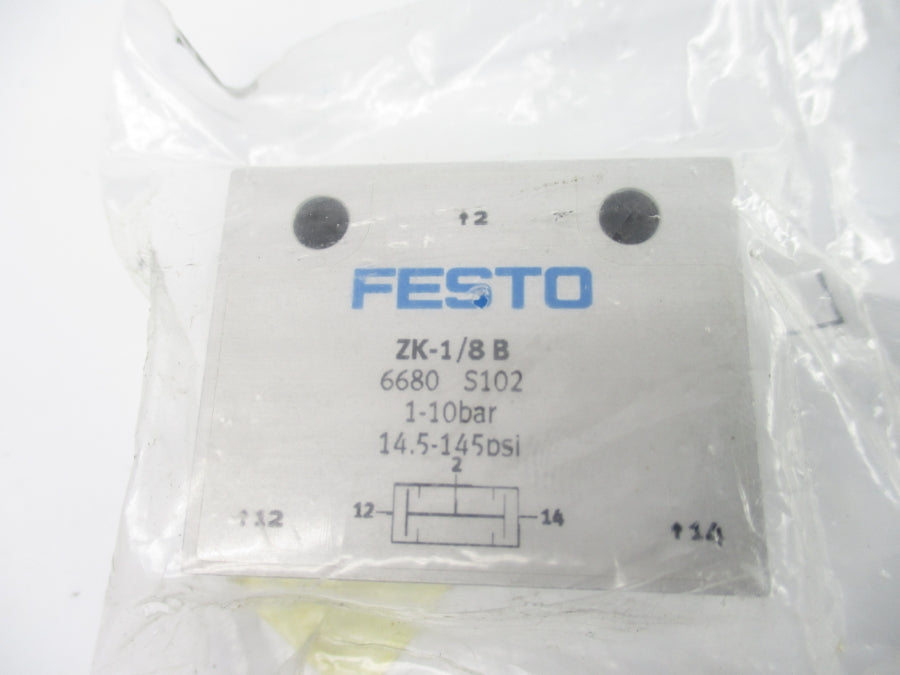 ↑2
FESTO
ZK-1/8 B
6680 S102
1-10bar
14.5-145psi
2
12 14
↑12 ↑14